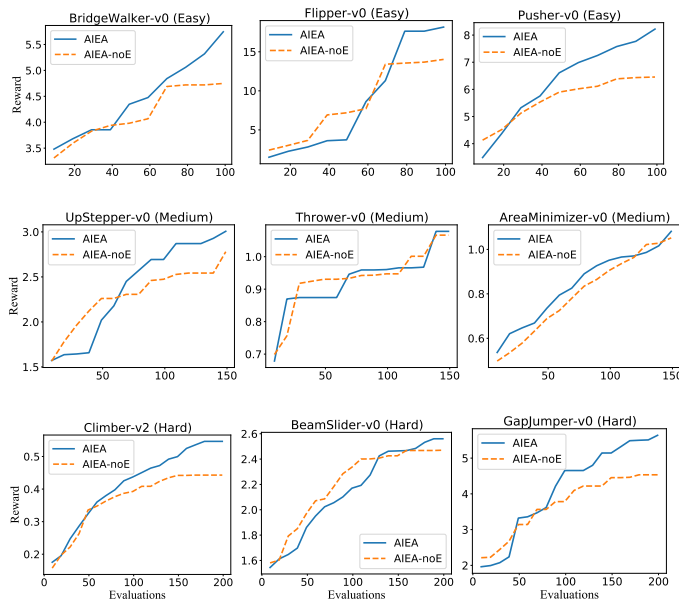 BridgeWalker-v0 (Easy)
Flipper-v0 (Easy)
Pusher-v0 (Easy)
AIEA
AIEA-noE
AIEA
AIEA-noE
AIEA
AIEA-noE
Reward
5.5
5.0
4.5
4.0
3.5
15
10
5
8
7
6
5
4
20 40 60 80 100
20 40 60 80 100
20 40 60 80 100
UpStepper-v0 (Medium)
Thrower-v0 (Medium)
AreaMinimizer-v0 (Medium)
AIEA
AIEA-noE
AIEA
AIEA-noE
AIEA
AIEA-noE
Reward
3.0
2.5
2.0
1.5
1.0
0.9
0.8
0.7
1.0
0.8
0.6
50 100 150
50 100 150
50 100 150
Climber-v2 (Hard)
BeamSlider-v0 (Hard)
GapJumper-v0 (Hard)
AIEA
AIEA-noE
AIEA
AIEA-noE
AIEA
AIEA-noE
Reward
0.5
0.4
0.3
0.2
2.6
2.4
2.2
2.0
1.8
1.6
5
4
3
2
0 50 100 150 200
0 50 100 150 200
0 50 100 150 200
Evaluations
Evaluations
Evaluations